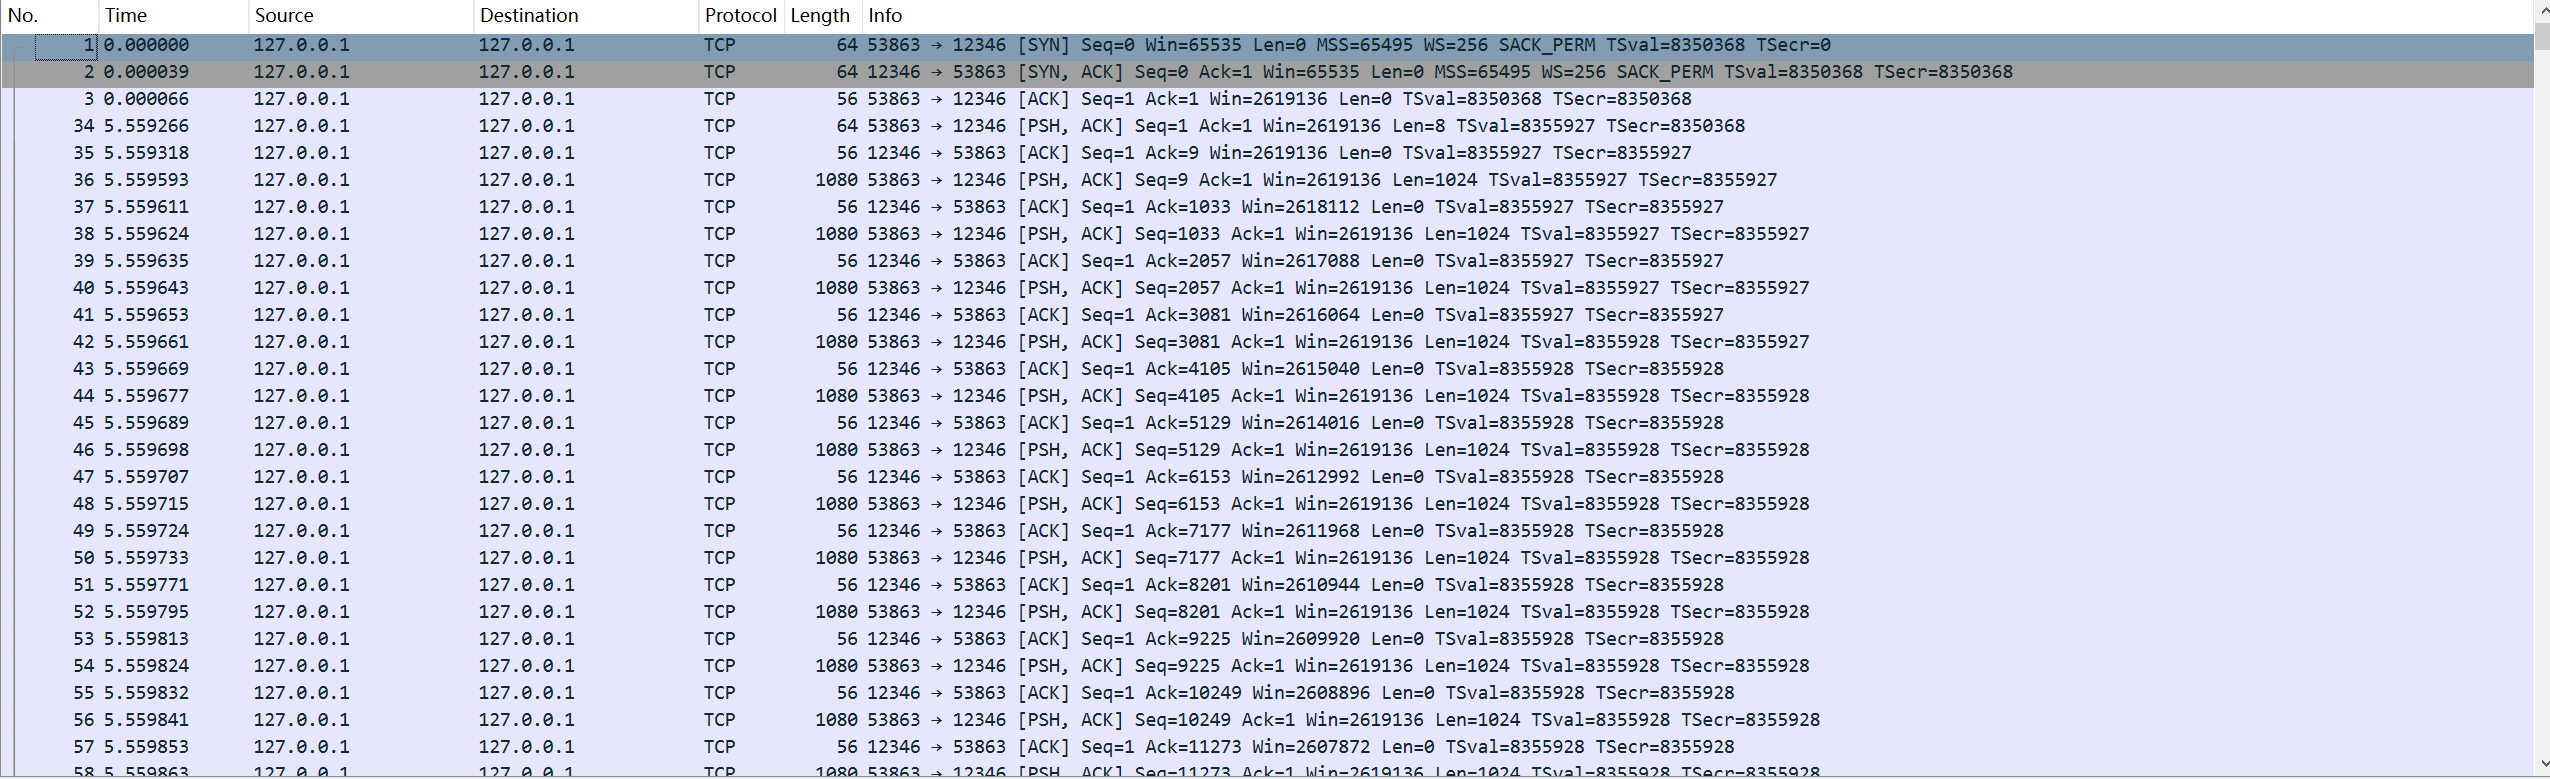 No. Time Source Destination Protocol Length Info
1 0.000000 127.0.0.1 127.0.0.1 TCP 64 53863 → 12346 [SYN] Seq=0 Win=65535 Len=0 MSS=65495 WS=256 SACK_PERM TSval=8350368 TSecr=0
2 0.000039 127.0.0.1 127.0.0.1 TCP 64 12346 → 53863 [SYN, ACK] Seq=0 Ack=1 Win=65535 Len=0 MSS=65495 WS=256 SACK_PERM TSval=8350368 TSecr=8350368
3 0.000066 127.0.0.1 127.0.0.1 TCP 56 53863 → 12346 [ACK] Seq=1 Ack=1 Win=2619136 Len=0 TSval=8350368 TSecr=8350368
34 5.559266 127.0.0.1 127.0.0.1 TCP 64 53863 → 12346 [PSH, ACK] Seq=1 Ack=1 Win=2619136 Len=8 TSval=8355927 TSecr=8350368
35 5.559318 127.0.0.1 127.0.0.1 TCP 56 12346 → 53863 [ACK] Seq=1 Ack=9 Win=2619136 Len=0 TSval=8355927 TSecr=8355927
36 5.559593 127.0.0.1 127.0.0.1 TCP 1080 53863 → 12346 [PSH, ACK] Seq=9 Ack=1 Win=2619136 Len=1024 TSval=8355927 TSecr=8355927
37 5.559611 127.0.0.1 127.0.0.1 TCP 56 12346 → 53863 [ACK] Seq=1 Ack=1033 Win=2618112 Len=0 TSval=8355927 TSecr=8355927
38 5.559624 127.0.0.1 127.0.0.1 TCP 1080 53863 → 12346 [PSH, ACK] Seq=1033 Ack=1 Win=2619136 Len=1024 TSval=8355927 TSecr=8355927
39 5.559635 127.0.0.1 127.0.0.1 TCP 56 12346 → 53863 [ACK] Seq=1 Ack=2057 Win=2617088 Len=0 TSval=8355927 TSecr=8355927
40 5.559643 127.0.0.1 127.0.0.1 TCP 1080 53863 → 12346 [PSH, ACK] Seq=2057 Ack=1 Win=2619136 Len=1024 TSval=8355927 TSecr=8355927
41 5.559653 127.0.0.1 127.0.0.1 TCP 56 12346 → 53863 [ACK] Seq=1 Ack=3081 Win=2616064 Len=0 TSval=8355927 TSecr=8355927
42 5.559661 127.0.0.1 127.0.0.1 TCP 1080 53863 → 12346 [PSH, ACK] Seq=3081 Ack=1 Win=2619136 Len=1024 TSval=8355928 TSecr=8355927
43 5.559669 127.0.0.1 127.0.0.1 TCP 56 12346 → 53863 [ACK] Seq=1 Ack=4105 Win=2615040 Len=0 TSval=8355928 TSecr=8355928
44 5.559677 127.0.0.1 127.0.0.1 TCP 1080 53863 → 12346 [PSH, ACK] Seq=4105 Ack=1 Win=2619136 Len=1024 TSval=8355928 TSecr=8355928
45 5.559689 127.0.0.1 127.0.0.1 TCP 56 12346 → 53863 [ACK] Seq=1 Ack=5129 Win=2614016 Len=0 TSval=8355928 TSecr=8355928
46 5.559698 127.0.0.1 127.0.0.1 TCP 1080 53863 → 12346 [PSH, ACK] Seq=5129 Ack=1 Win=2619136 Len=1024 TSval=8355928 TSecr=8355928
47 5.559707 127.0.0.1 127.0.0.1 TCP 56 12346 → 53863 [ACK] Seq=1 Ack=6153 Win=2612992 Len=0 TSval=8355928 TSecr=8355928
48 5.559715 127.0.0.1 127.0.0.1 TCP 1080 53863 → 12346 [PSH, ACK] Seq=6153 Ack=1 Win=2619136 Len=1024 TSval=8355928 TSecr=8355928
49 5.559724 127.0.0.1 127.0.0.1 TCP 56 12346 → 53863 [ACK] Seq=1 Ack=7177 Win=2611968 Len=0 TSval=8355928 TSecr=8355928
50 5.559733 127.0.0.1 127.0.0.1 TCP 1080 53863 → 12346 [PSH, ACK] Seq=7177 Ack=1 Win=2619136 Len=1024 TSval=8355928 TSecr=8355928
51 5.559771 127.0.0.1 127.0.0.1 TCP 56 12346 → 53863 [ACK] Seq=1 Ack=8201 Win=2610944 Len=0 TSval=8355928 TSecr=8355928
52 5.559795 127.0.0.1 127.0.0.1 TCP 1080 53863 → 12346 [PSH, ACK] Seq=8201 Ack=1 Win=2619136 Len=1024 TSval=8355928 TSecr=8355928
53 5.559813 127.0.0.1 127.0.0.1 TCP 56 12346 → 53863 [ACK] Seq=1 Ack=9225 Win=2609920 Len=0 TSval=8355928 TSecr=8355928
54 5.559824 127.0.0.1 127.0.0.1 TCP 1080 53863 → 12346 [PSH, ACK] Seq=9225 Ack=1 Win=2619136 Len=1024 TSval=8355928 TSecr=8355928
55 5.559832 127.0.0.1 127.0.0.1 TCP 56 12346 → 53863 [ACK] Seq=1 Ack=10249 Win=2608896 Len=0 TSval=8355928 TSecr=8355928
56 5.559841 127.0.0.1 127.0.0.1 TCP 1080 53863 → 12346 [PSH, ACK] Seq=10249 Ack=1 Win=2619136 Len=1024 TSval=8355928 TSecr=8355928
57 5.559853 127.0.0.1 127.0.0.1 TCP 56 12346 → 53863 [ACK] Seq=1 Ack=11273 Win=2607872 Len=0 TSval=8355928 TSecr=8355928
58 5.559863 127.0.0.1 127.0.0.1 TCP 1080 53863 → 12346 [PSH, ACK] Seq=11273 Ack=1 Win=2619136 Len=1024 TSval=8355928 TSecr=8355928